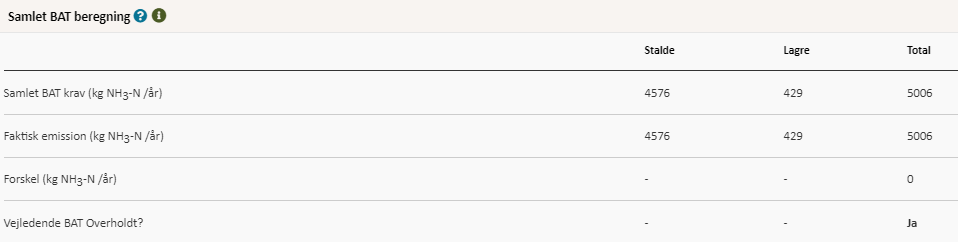 Samlet BAT beregning ? i
Stalde Lagre Total
Samlet BAT krav (kg NH3-N /år) 4576 429 5006
Faktisk emission (kg NH3-N /år) 4576 429 5006
Forskel (kg NH3-N /år) - - 0
Vejledende BAT Overholdt? - - Ja